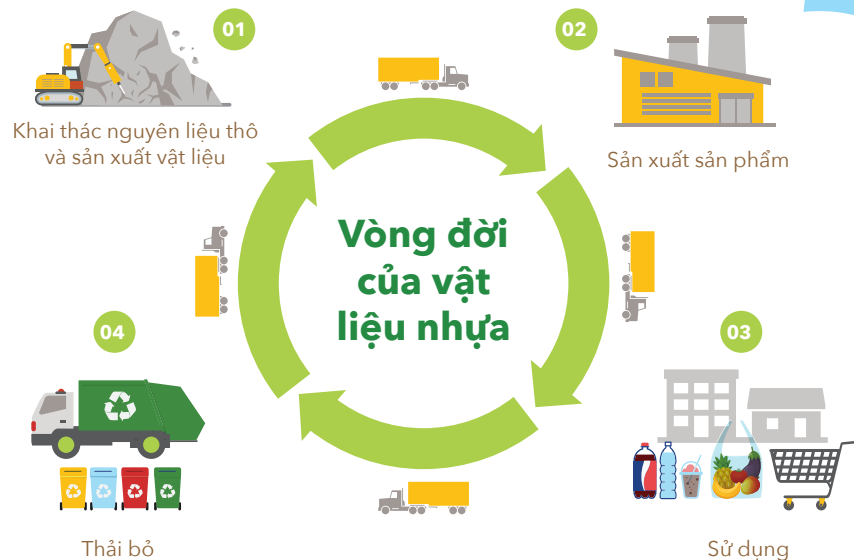 01
Khai thác nguyên liệu thô
và sản xuất vật liệu
02
Sản xuất sản phẩm
Vòng đời
của vật
liệu nhựa
03
Sử dụng
04
Thải bỏ